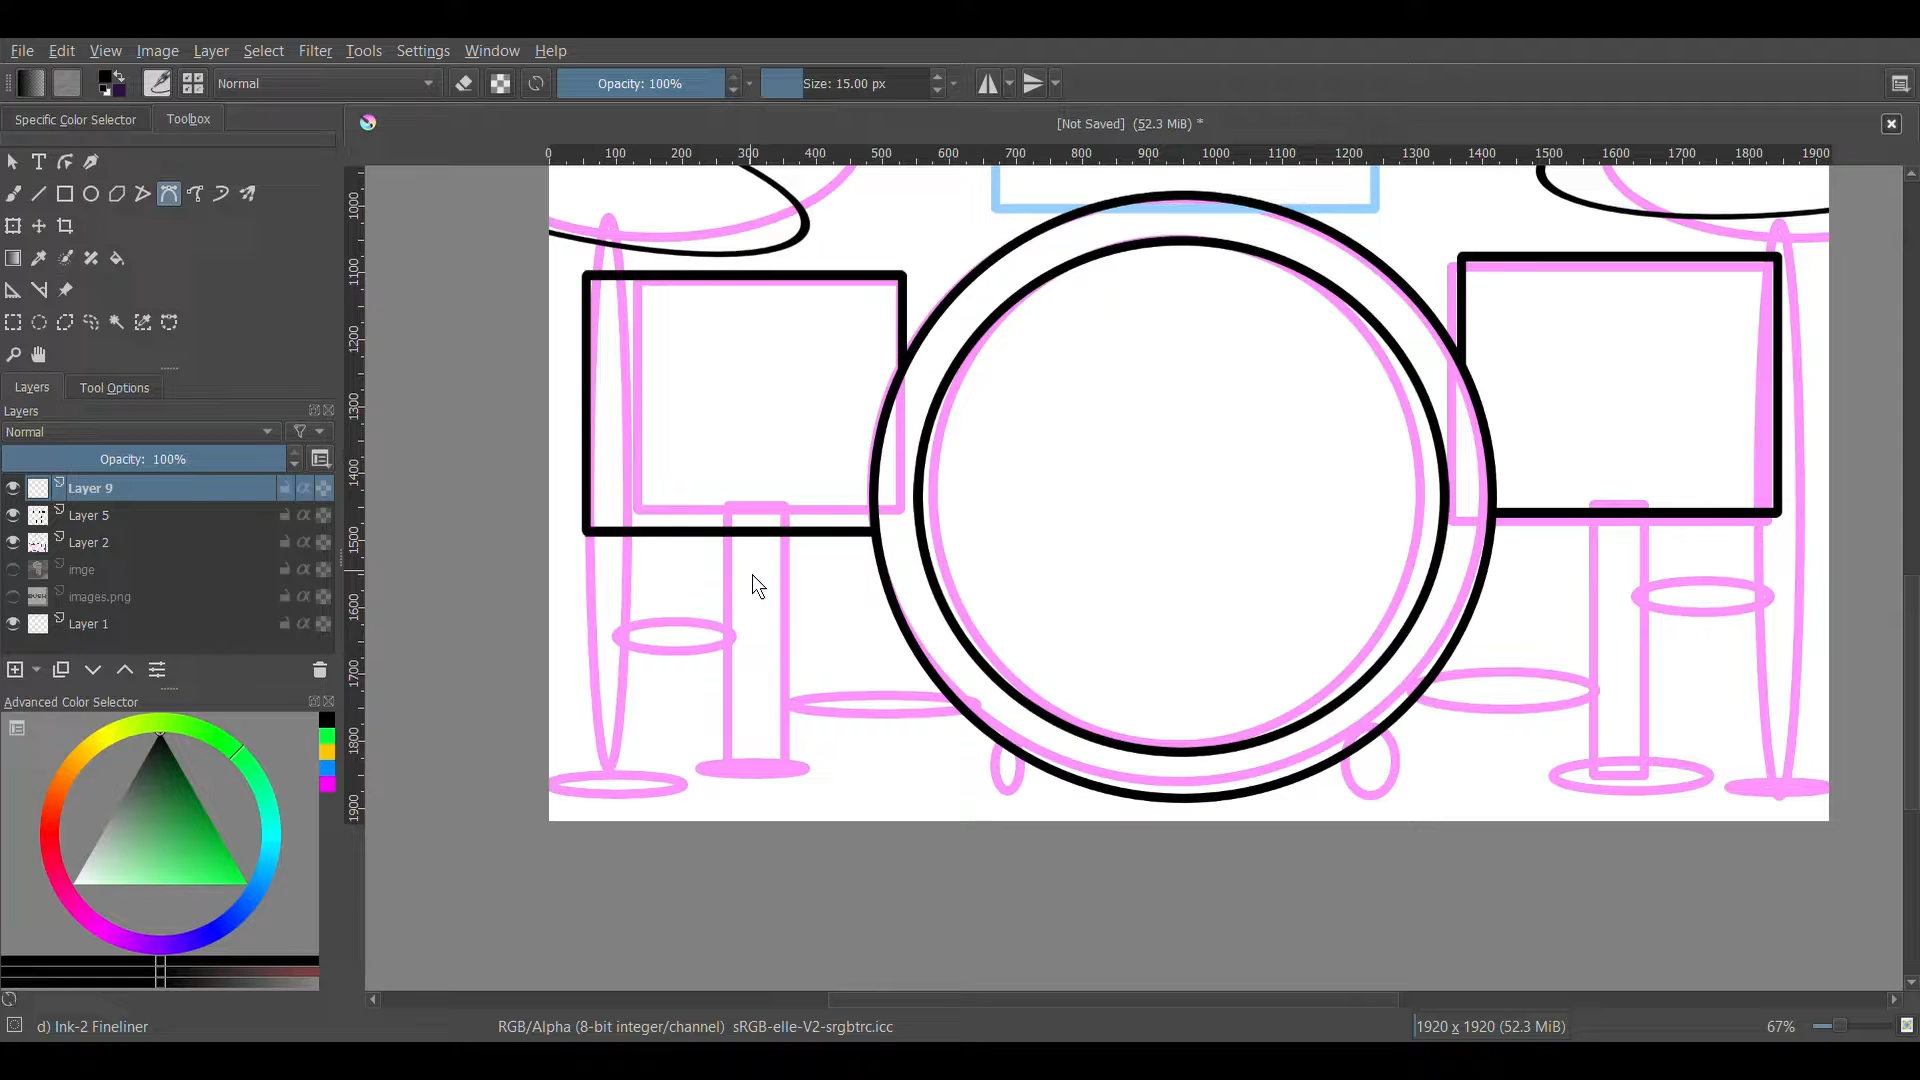 File Edit View Image Layer Select Filter Tools Settings Window Help
Normal Opacity: 100% Size: 15.00 px
Specific Color Selector Toolbox
[Not Saved] (52.3 MiB) *
0 100 200 300 400 500 600 700 800 900 1000 1100 1200 1300 1400 1500 1600 1700 1800 1900
1000
1100
1200
1300
1400
1500
1600
1700
1800
1900
Layers Tool Options
Layers
Normal
Opacity: 100%
Layer 9
Layer 5
Layer 2
imge
images.png
Layer 1
Advanced Color Selector
d) Ink-2 Fineliner
RGB/Alpha (8-bit integer/channel) sRGB-elle-V2-srgbtrc.icc
1920 x 1920 (52.3 MiB)
67%